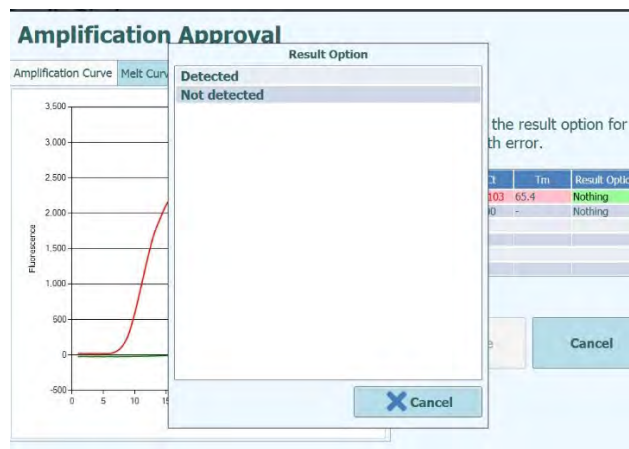 Amplification Approval
Result Option
Amplification Curve Melt Curv
Detected
Not detected
the result option for
th error.
Ct Tm Result Optio
103 65.4 Nothing
00 - Nothing
3,500
3.000
2.500
2.000
1.500
1.000
500
0
-500
Fluorescence
0 5 10 15
e Cancel
Cancel